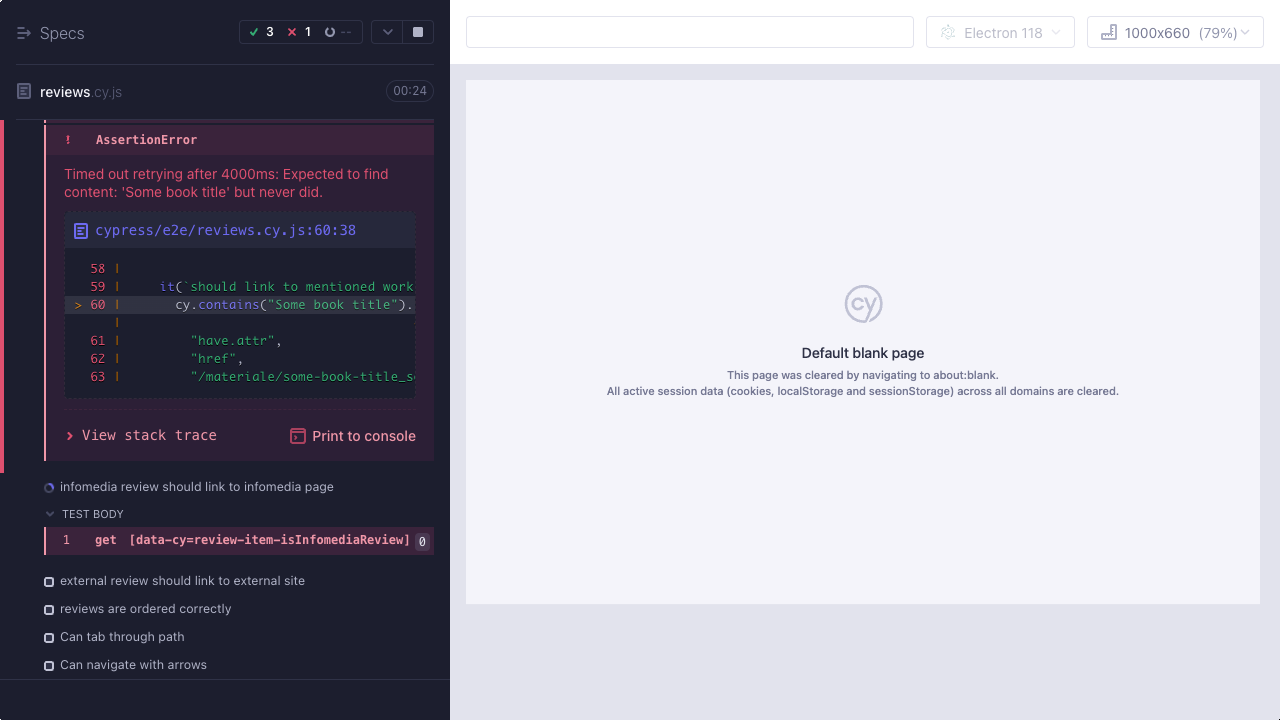 Specs
3
1
--
reviews.cy.js
00:24
AssertionError
Timed out retrying after 4000ms: Expected to find
content: 'Some book title' but never did.
cypress/e2e/reviews.cy.js:60:38
58 |
59 | it(`should link to mentioned work
> 60 | cy.contains("Some book title").
|
61 | "have.attr",
62 | "href",
63 | "/materiale/some-book-title_s
View stack trace
Print to console
infomedia review should link to infomedia page
TEST BODY
1 get [data-cy=review-item-isInfomediaReview] 0
external review should link to external site
reviews are ordered correctly
Can tab through path
Can navigate with arrows
Electron 118
1000x660 (79%)
cy
Default blank page
This page was cleared by navigating to about:blank.
All active session data (cookies, localStorage and sessionStorage) across all domains are cleared.